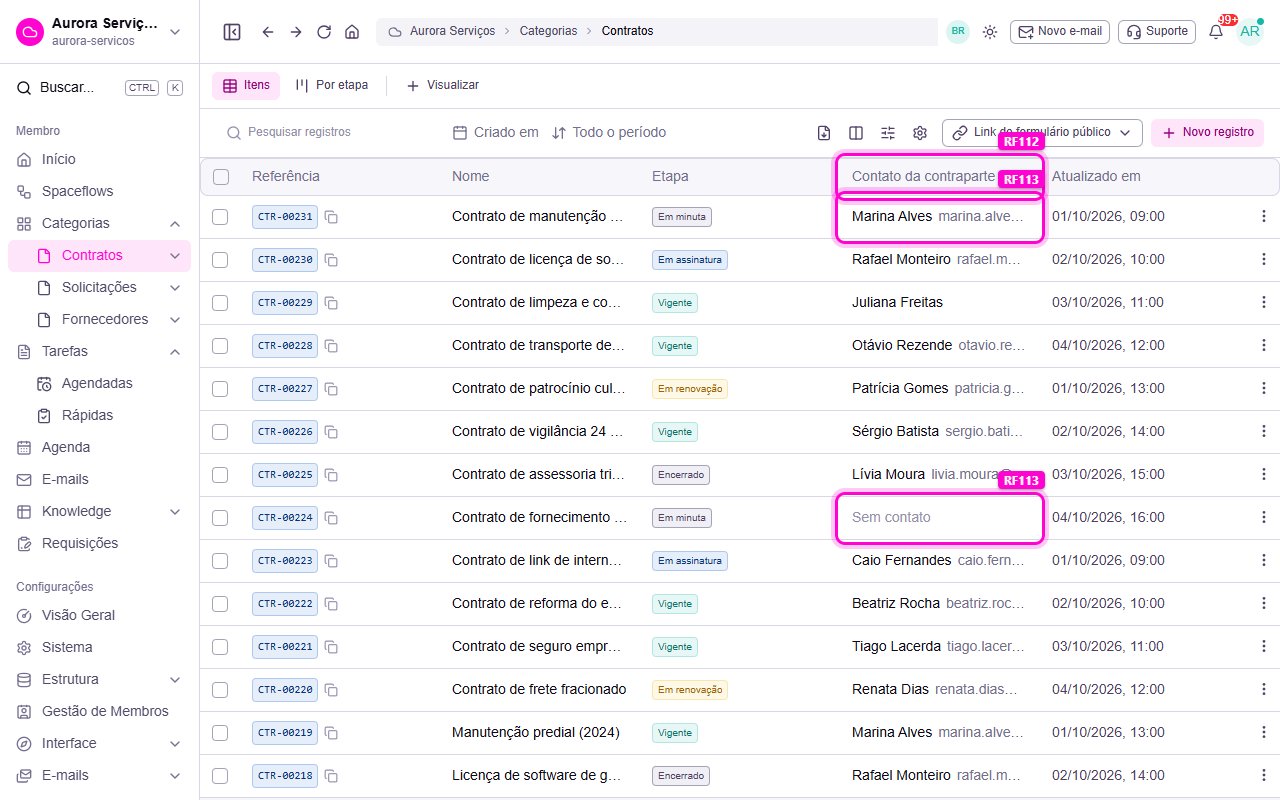 Aurora Serviç...
aurora-servicos
Aurora Serviços > Categorias > Contratos
BR
Novo e-mail
Suporte
99+
AR
Buscar...
CTRL
K
Itens
Por etapa
Visualizar
Membro
Início
Spaceflows
Categorias
Contratos
Solicitações
Fornecedores
Tarefas
Agendadas
Rápidas
Agenda
E-mails
Knowledge
Requisições
Configurações
Visão Geral
Sistema
Estrutura
Gestão de Membros
Interface
E-mails
Pesquisar registros
Criado em
Todo o período
Link do formulário público
Novo registro
RF112
Referência Nome Etapa Contato da contraparte Atualizado em
RF113
CTR-00231 Contrato de manutenção ... Em minuta Marina Alves marina.alve... 01/10/2026, 09:00
CTR-00230 Contrato de licença de so... Em assinatura Rafael Monteiro rafael.m... 02/10/2026, 10:00
CTR-00229 Contrato de limpeza e co... Vigente Juliana Freitas 03/10/2026, 11:00
CTR-00228 Contrato de transporte de... Vigente Otávio Rezende otavio.re... 04/10/2026, 12:00
CTR-00227 Contrato de patrocínio cul... Em renovação Patrícia Gomes patricia.g... 01/10/2026, 13:00
CTR-00226 Contrato de vigilância 24 ... Vigente Sérgio Batista sergio.bati... 02/10/2026, 14:00
CTR-00225 Contrato de assessoria tri... Encerrado Lívia Moura livia.moura 03/10/2026, 15:00
RF113
CTR-00224 Contrato de fornecimento ... Em minuta Sem contato 04/10/2026, 16:00
CTR-00223 Contrato de link de intern... Em assinatura Caio Fernandes caio.fern... 01/10/2026, 09:00
CTR-00222 Contrato de reforma do e... Vigente Beatriz Rocha beatriz.roc... 02/10/2026, 10:00
CTR-00221 Contrato de seguro empr... Vigente Tiago Lacerda tiago.lacer... 03/10/2026, 11:00
CTR-00220 Contrato de frete fracionado Em renovação Renata Dias renata.dias... 04/10/2026, 12:00
CTR-00219 Manutenção predial (2024) Vigente Marina Alves marina.alve... 01/10/2026, 13:00
CTR-00218 Licença de software de g... Encerrado Rafael Monteiro rafael.m... 02/10/2026, 14:00